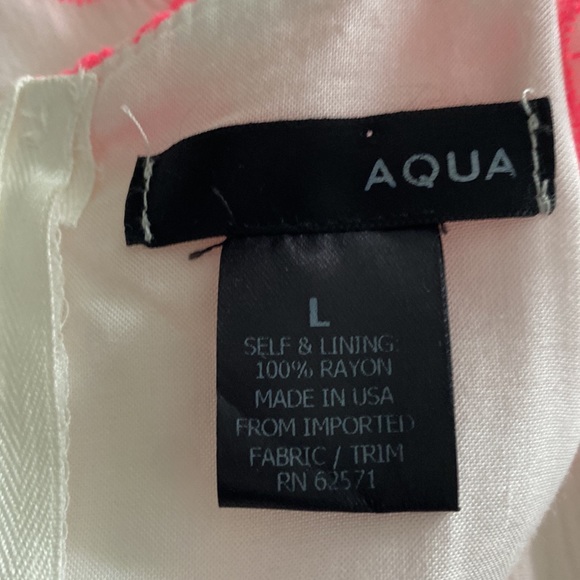 AQUA
L
SELF & LINING:
100% RAYON
MADE IN USA
FROM IMPORTED
FABRIC / TRIM
RN 62571